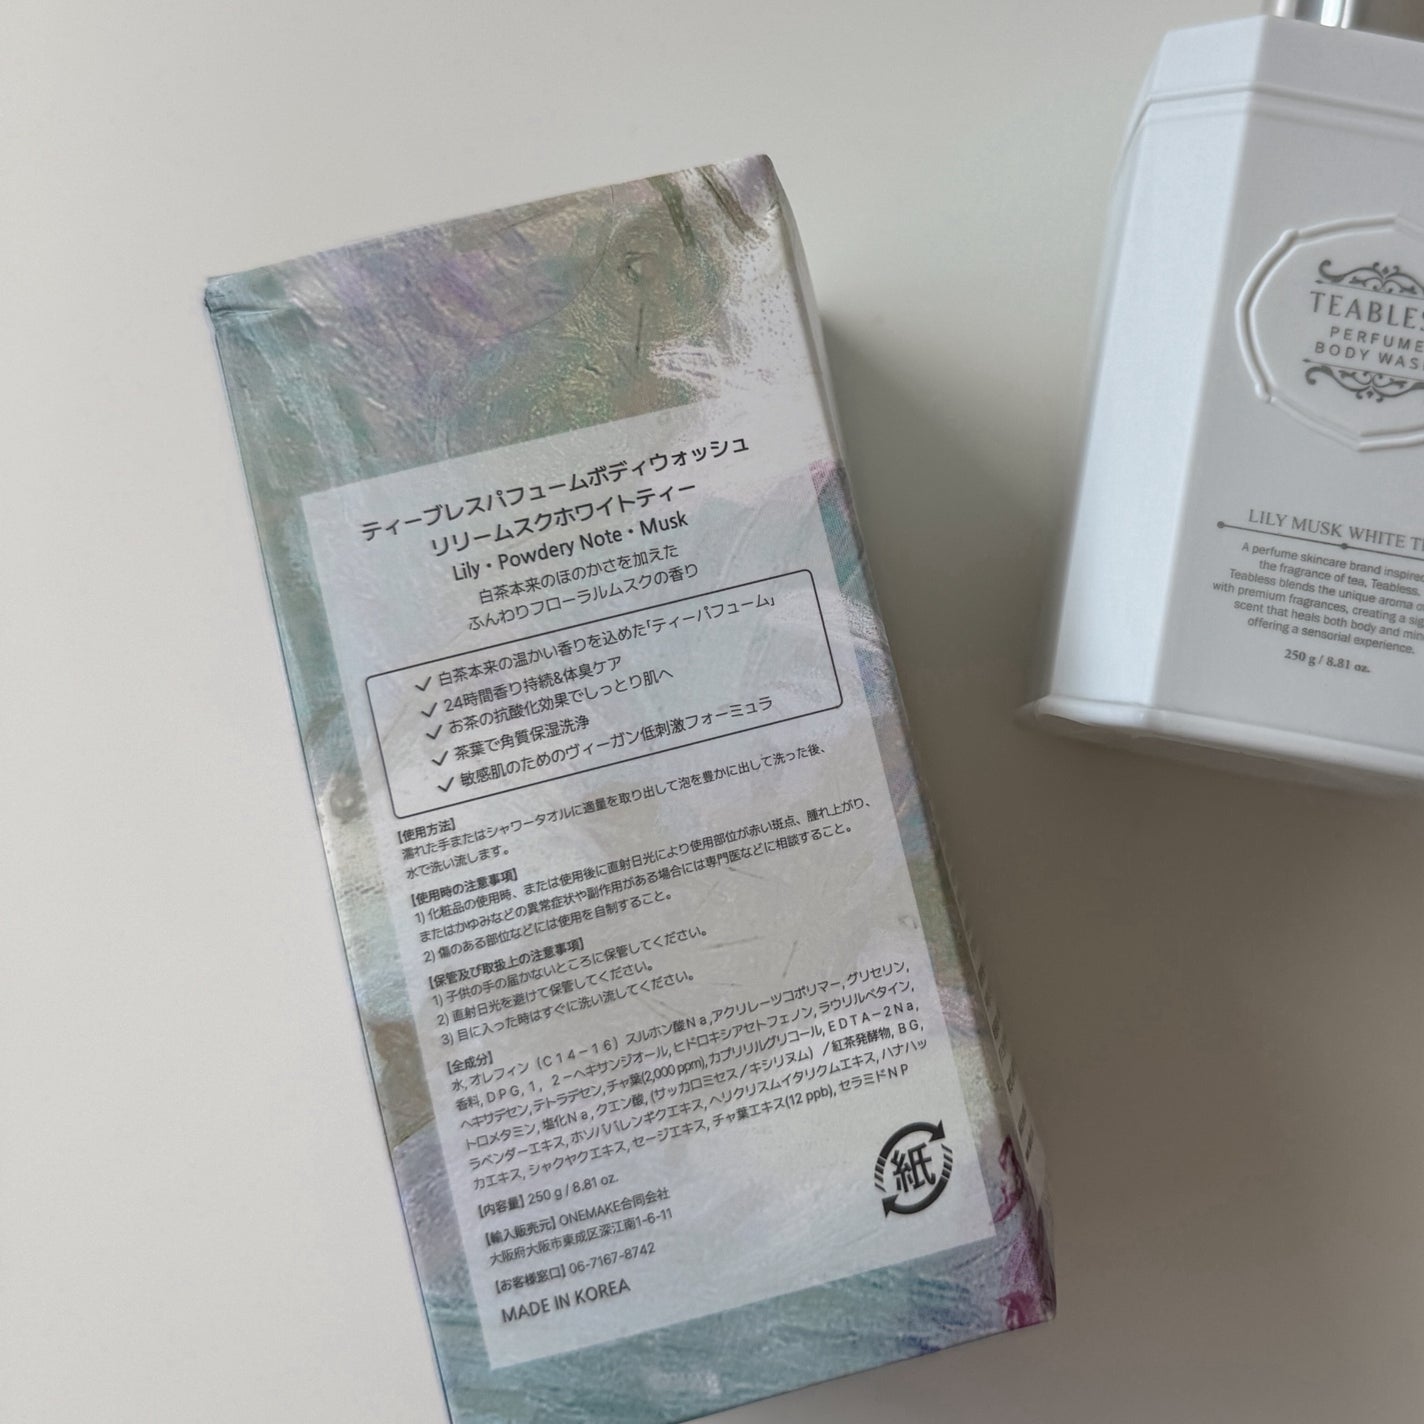 ティーブレスパフュームボディウォッシュ
リリームスクホワイトティー
Lily・Powdery Note・Musk
白茶本来のほのかさを加えた
ふんわりフローラルムスクの香り
✓ 白茶本来の温かい香りを込めた「ティーパフューム」
✓ 24時間香り持続&体臭ケア
✓ お茶の抗酸化効果でしっとり肌へ
✓ 茶葉で角質保湿洗浄
✓ 敏感肌のためのヴィーガン低刺激フォーミュラ
【使用方法】
濡れた手またはシャワータオルに適量を取り出して泡を豊かに出して洗った後、
水で洗い流します。
【使用時の注意事項】
1) 化粧品の使用時、または使用後に直射日光により使用部位が赤い斑点、腫れ上がり、
またはかゆみなどの異常症状や副作用がある場合には専門医などに相談すること。
2) 傷のある部位などには使用を自制すること。
【保管及び取扱上の注意事項】
1) 子供の手の届かないところに保管してください。
2) 直射日光を避けて保管してください。
3) 目に入った時はすぐに洗い流してください。
【全成分】
水, オレフィン（C14－16）スルホン酸Na, アクリレーツコポリマー, グリセリン,
香料, DPG, 1，2－ヘキサンジオール, ヒドロキシアセトフェノン, ラウリルベタイン,
ヘキサデセン, テトラデセン, チャ葉(2,000 ppm), カプリリルグリコール, EDTA－2Na,
トロメタミン, 塩化Na, クエン酸, (サッカロミセス／キシリヌム）／紅茶発酵物, BG,
ラベンダーエキス, ホソババレンギクエキス, ヘリクリスムイタリクムエキス, ハナハッ
カエキス, シャクヤクエキス, セージエキス, チャ葉エキス(12 ppb), セラミドNP
【内容量】250 g / 8.81 oz.
【輸入販売元】ONEMAKE合同会社
大阪府大阪市東成区深江南1-6-11
【お客様窓口】06-7167-8742
MADE IN KOREA
紙
TEABLES
PERFUME
BODY WAS
LILY MUSK WHITE T
A perfume skincare brand inspire
the fragrance of tea, Teabless.
Teabless blends the unique aroma o
with premium fragrances, creating a sig
scent that heals both body and min
offering a sensorial experience.
250 g / 8.81 oz.